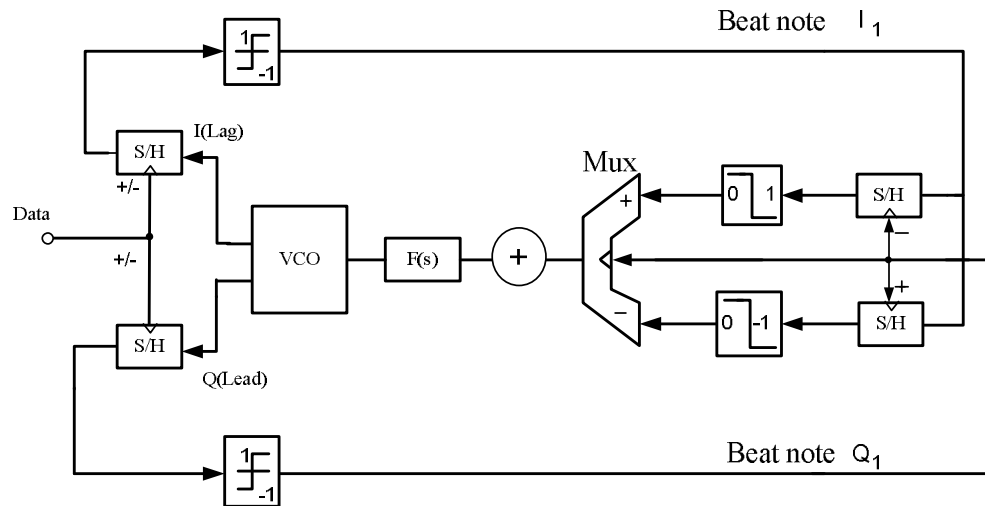 Beat note I1
1
-1
I(Lag)
S/H
+/-
Mux
+
0 1
S/H
−
Data
+/-
VCO
F(s)
+
−
0 -1
+
S/H
S/H
Q(Lead)
Beat note Q1
1
-1